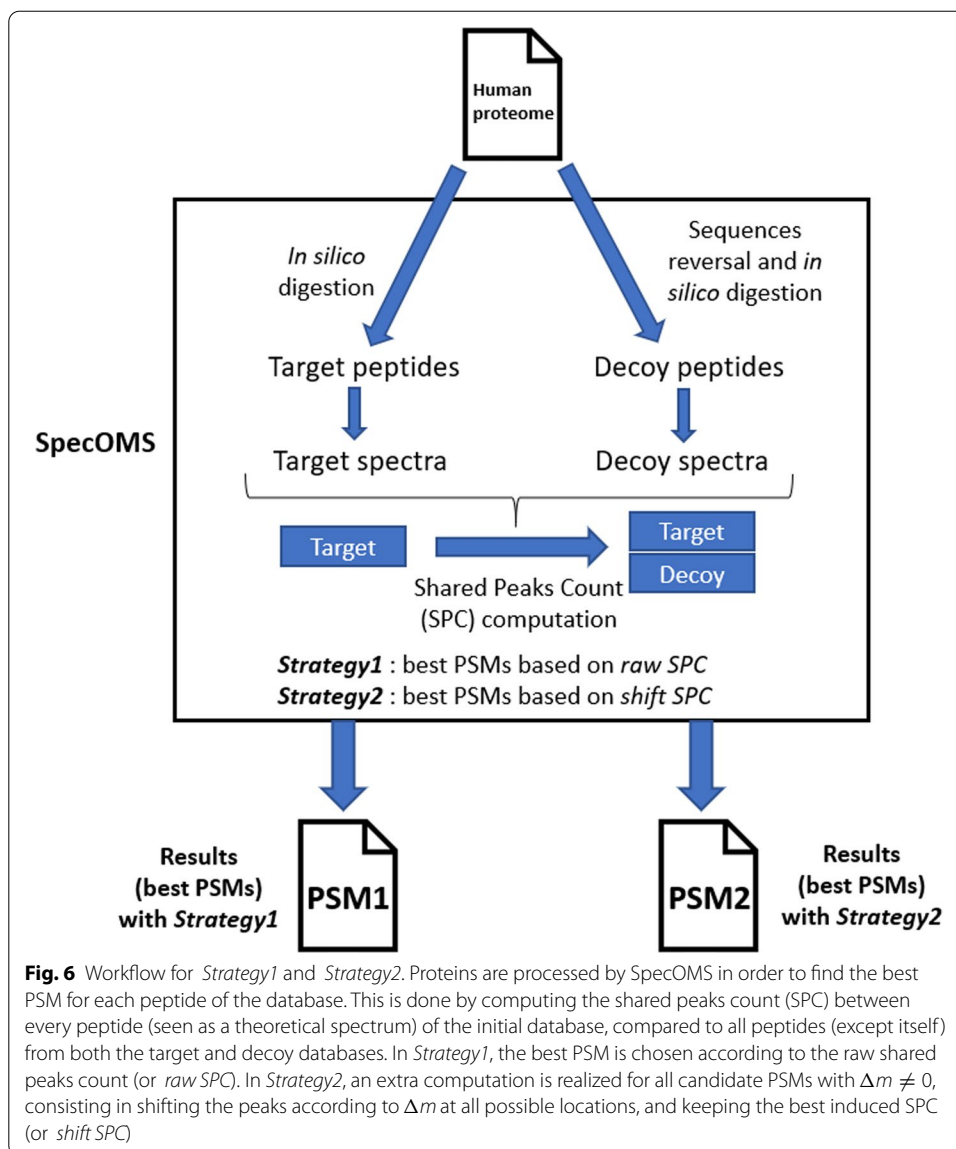 Human
proteome
In silico
digestion
Sequences
reversal and in
silico digestion
Target peptides
Decoy peptides
SpecOMS
Target spectra
Decoy spectra
Target
Target
Decoy
Shared Peaks Count
(SPC) computation
Strategy1 : best PSMs based on raw SPC
Strategy2 : best PSMs based on shift SPC
Results
(best PSMs)
with Strategy1
PSM1
PSM2
Results
(best PSMs)
with Strategy2
Fig. 6 Workflow for Strategy1 and Strategy2. Proteins are processed by SpecOMS in order to find the best
PSM for each peptide of the database. This is done by computing the shared peaks count (SPC) between
every peptide (seen as a theoretical spectrum) of the initial database, compared to all peptides (except itself)
from both the target and decoy databases. In Strategy1, the best PSM is chosen according to the raw shared
peaks count (or raw SPC). In Strategy2, an extra computation is realized for all candidate PSMs with Δm ≠ 0,
consisting in shifting the peaks according to Δm at all possible locations, and keeping the best induced SPC
(or shift SPC)